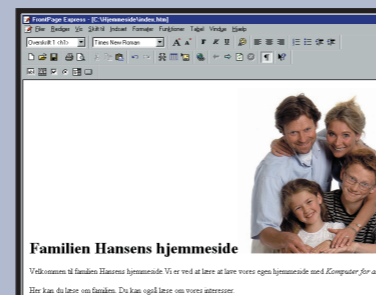 FrontPage Express - [C:\Hjemmeside\index.htm]
Filer Rediger Vis Skift til Indsæt Formater Funktioner Tabel Vindue Hjælp
Overskrift 1 <h1> Times New Roman
Familien Hansens hjemmeside
Velkommen til familien Hansens hjemmeside. Vi er ved at lære at lave vores egen hjemmeside med Komputer for a
Her kan du læse om familien. Du kan også læse om vores interesser.